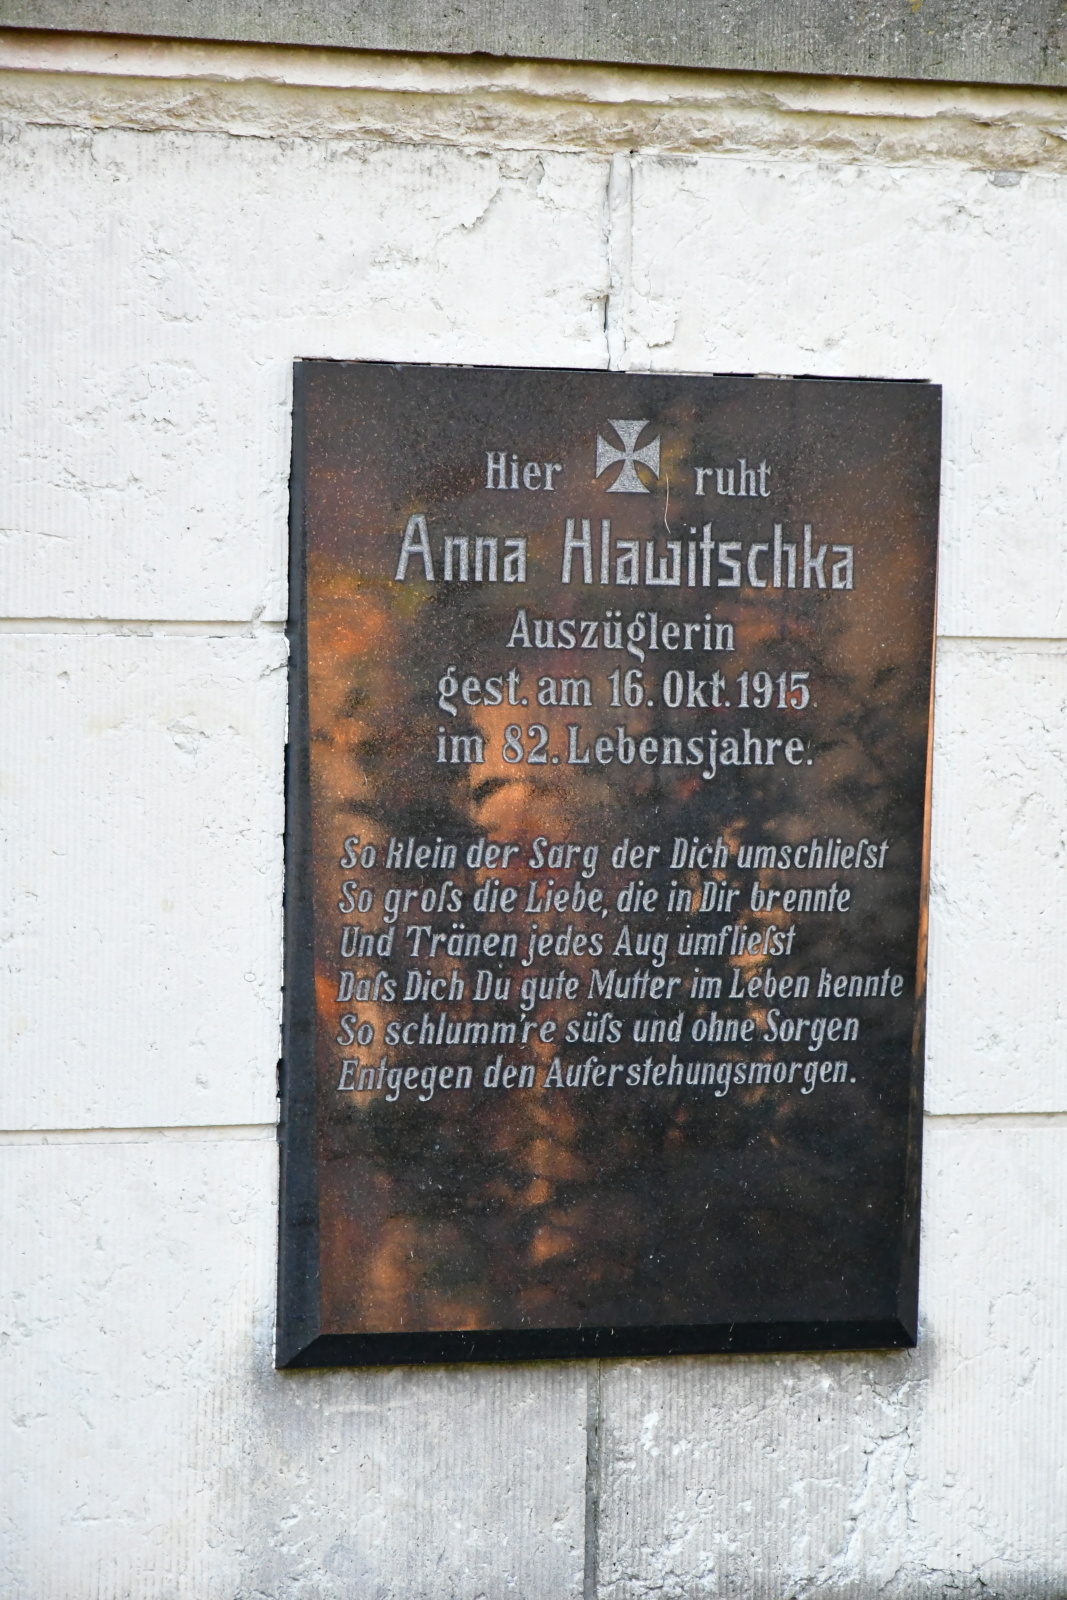 Hier ruht
Anna Hlawitschka
Auszüglerin
gest. am 16. Okt. 1915
im 82. Lebensjahre.
So klein der Sarg der Dich umschlieſst
So groſs die Liebe, die in Dir brennte
Und Tränen jedes Aug umflieſst
Daſs Dich Du gute Mutter im Leben kennte
So schlumm're süſs und ohne Sorgen
Entgegen den Auferstehungsmorgen.